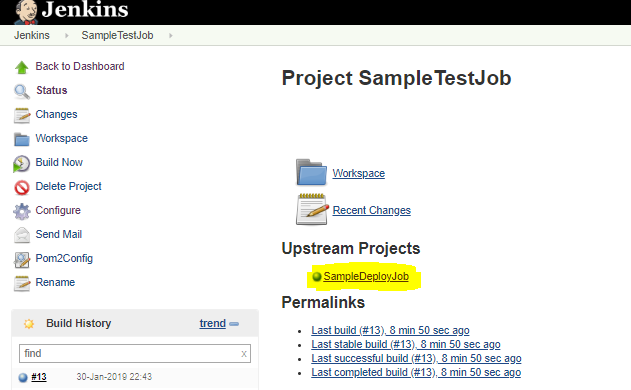 Jenkins
Jenkins
SampleTestJob
Back to Dashboard
Status
Changes
Workspace
Build Now
Delete Project
Configure
Send Mail
Pom2Config
Rename
Build History
trend
find
x
#13
30-Jan-2019 22:43
Project SampleTestJob
Workspace
Recent Changes
Upstream Projects
SampleDeployJob
Permalinks
Last build (#13), 8 min 50 sec ago
Last stable build (#13), 8 min 50 sec ago
Last successful build (#13), 8 min 50 sec ago
Last completed build (#13), 8 min 50 sec ago